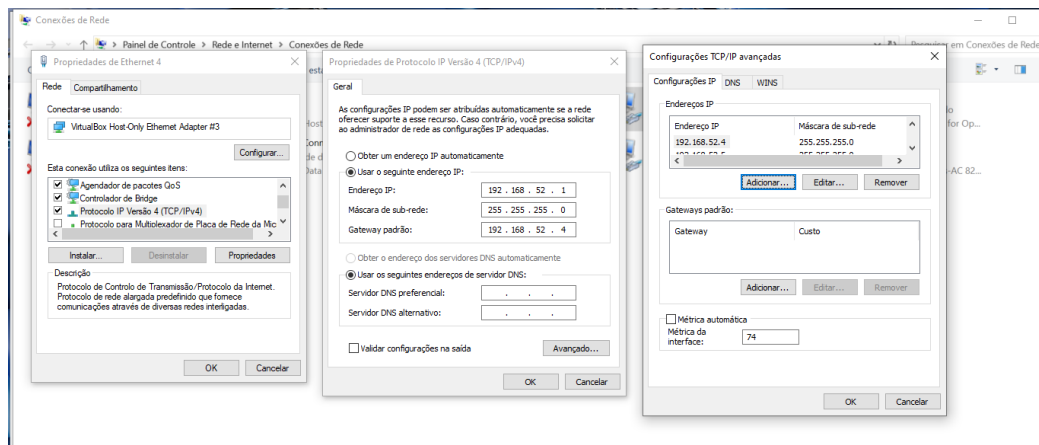 Conexões de Rede
Painel de Controle > Rede e Internet > Conexões de Rede
em Conexões de Rede
Propriedades de Ethernet 4
Rede
Compartilhamento
Conectar-se usando:
VirtualBox Host-Only Ethernet Adapter #3
Configurar...
Esta conexão utiliza os seguintes itens:
Agendador de pacotes QoS
Controlador de Bridge
Protocolo IP Versão 4 (TCP/IPv4)
Protocolo para Multiplexador de Placa de Rede da Mic
Instalar...
Desinstalar
Propriedades
Descrição
Protocolo de Controlo de Transmissão/Protocolo da Internet.
Protocolo de rede alargada predefinido que fornece
comunicações através de diversas redes interligadas.
OK
Cancelar
Propriedades de Protocolo IP Versão 4 (TCP/IPv4)
Geral
As configurações IP podem ser atribuídas automaticamente se a rede
oferecer suporte a esse recurso. Caso contrário, você precisa solicitar
ao administrador de rede as configurações IP adequadas.
Obter um endereço IP automaticamente
Usar o seguinte endereço IP:
Endereço IP:
192 . 168 . 52 . 1
Máscara de sub-rede:
255 . 255 . 255 . 0
Gateway padrão:
192 . 168 . 52 . 4
Obter o endereço dos servidores DNS automaticamente
Usar os seguintes endereços de servidor DNS:
Servidor DNS preferencial:
. . .
Servidor DNS alternativo:
. . .
Validar configurações na saída
Avançado...
OK
Cancelar
Configurações TCP/IP avançadas
Configurações IP
DNS
WINS
Endereços IP
Endereço IP
Máscara de sub-rede
192.168.52.4
255.255.255.0
Adicionar...
Editar...
Remover
Gateways padrão:
Gateway
Custo
Adicionar...
Editar...
Remover
Métrica automática
Métrica da
interface:
74
OK
Cancelar
for Op...
-AC 82...